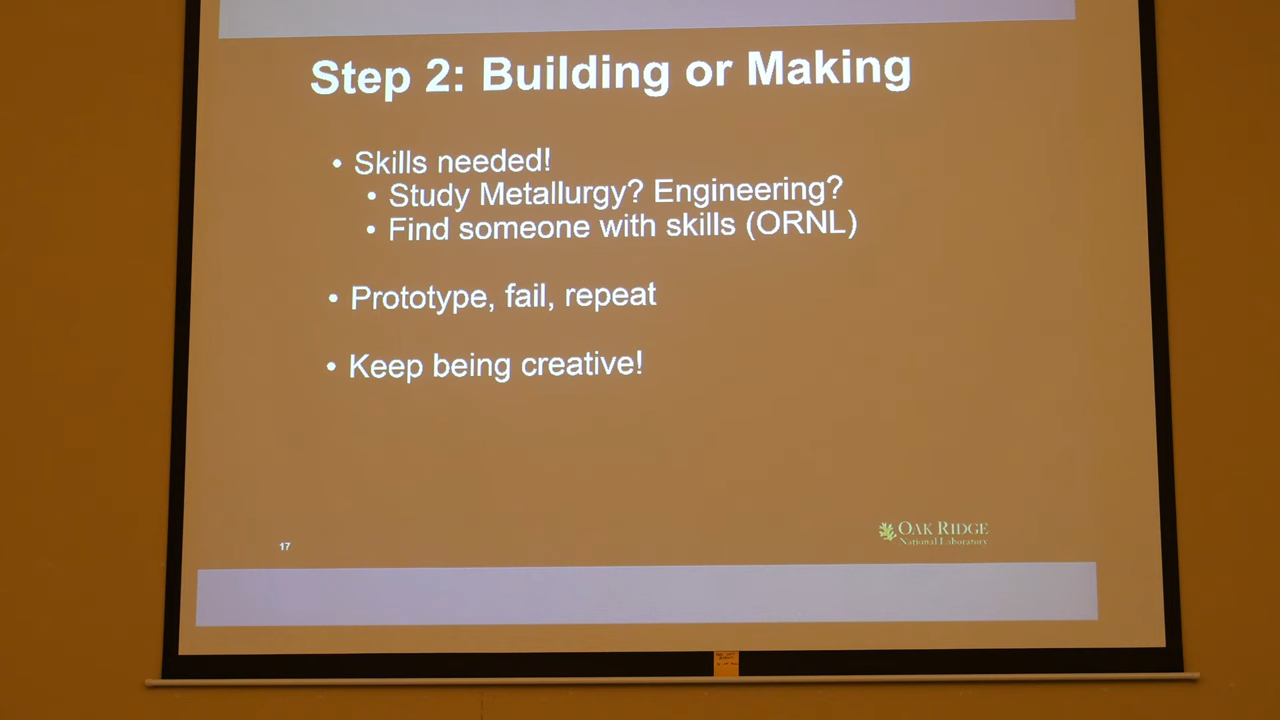 Step 2: Building or Making
• Skills needed!
• Study Metallurgy? Engineering?
• Find someone with skills (ORNL)
• Prototype, fail, repeat
• Keep being creative!
17
OAK RIDGE
National Laboratory